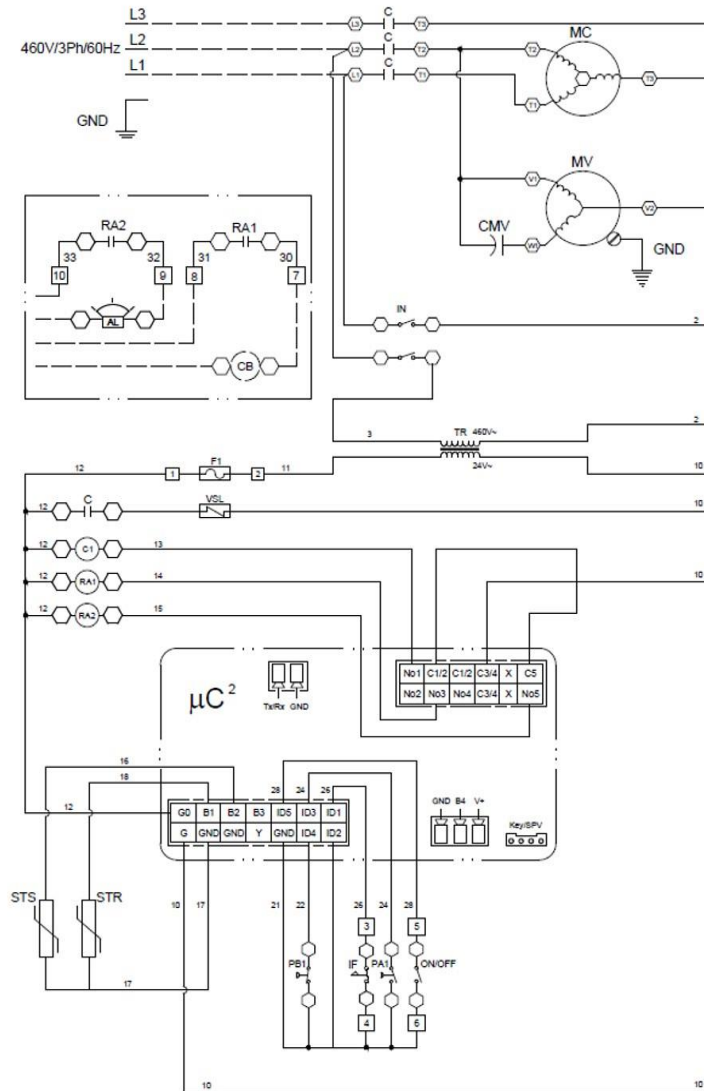 L3 L3 C T3
460V/3Ph/60Hz L2 L2 C T2 T2 MC
L1 L1 C T1 T1 T3
GND
MV
V1 V2
CMV W1 GND
RA2 RA1
33 32 31 30
10 9 8 7
AL
CB
IN 2
3 TR 460V~ 2
12 1 F1 2 11 24V~ 10
12 C VSL 10
12 C1 13
12 RA1 14 10
12 RA2 15
μC²
Tx/Rx GND
No1 C1/2 C1/2 C3/4 X C5
No2 No3 No4 C3/4 X No5
16
18 28 24 26
12 G0 B1 B2 B3 ID5 ID3 ID1
G GND GND Y GND ID4 ID2
GND B4 V+
Key/SPV
STS STR
10 17 21 22 26 24 28
3 5
PB1 IF PA1 ON/OFF
17
4 6
10 10